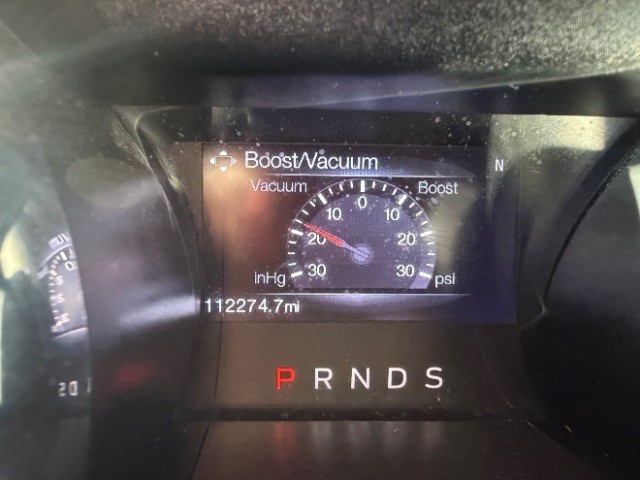 Boost/Vacuum
N
Vacuum Boost
0
10 10
20 20
30 30
inHg psi
112274.7mi
P R N D S